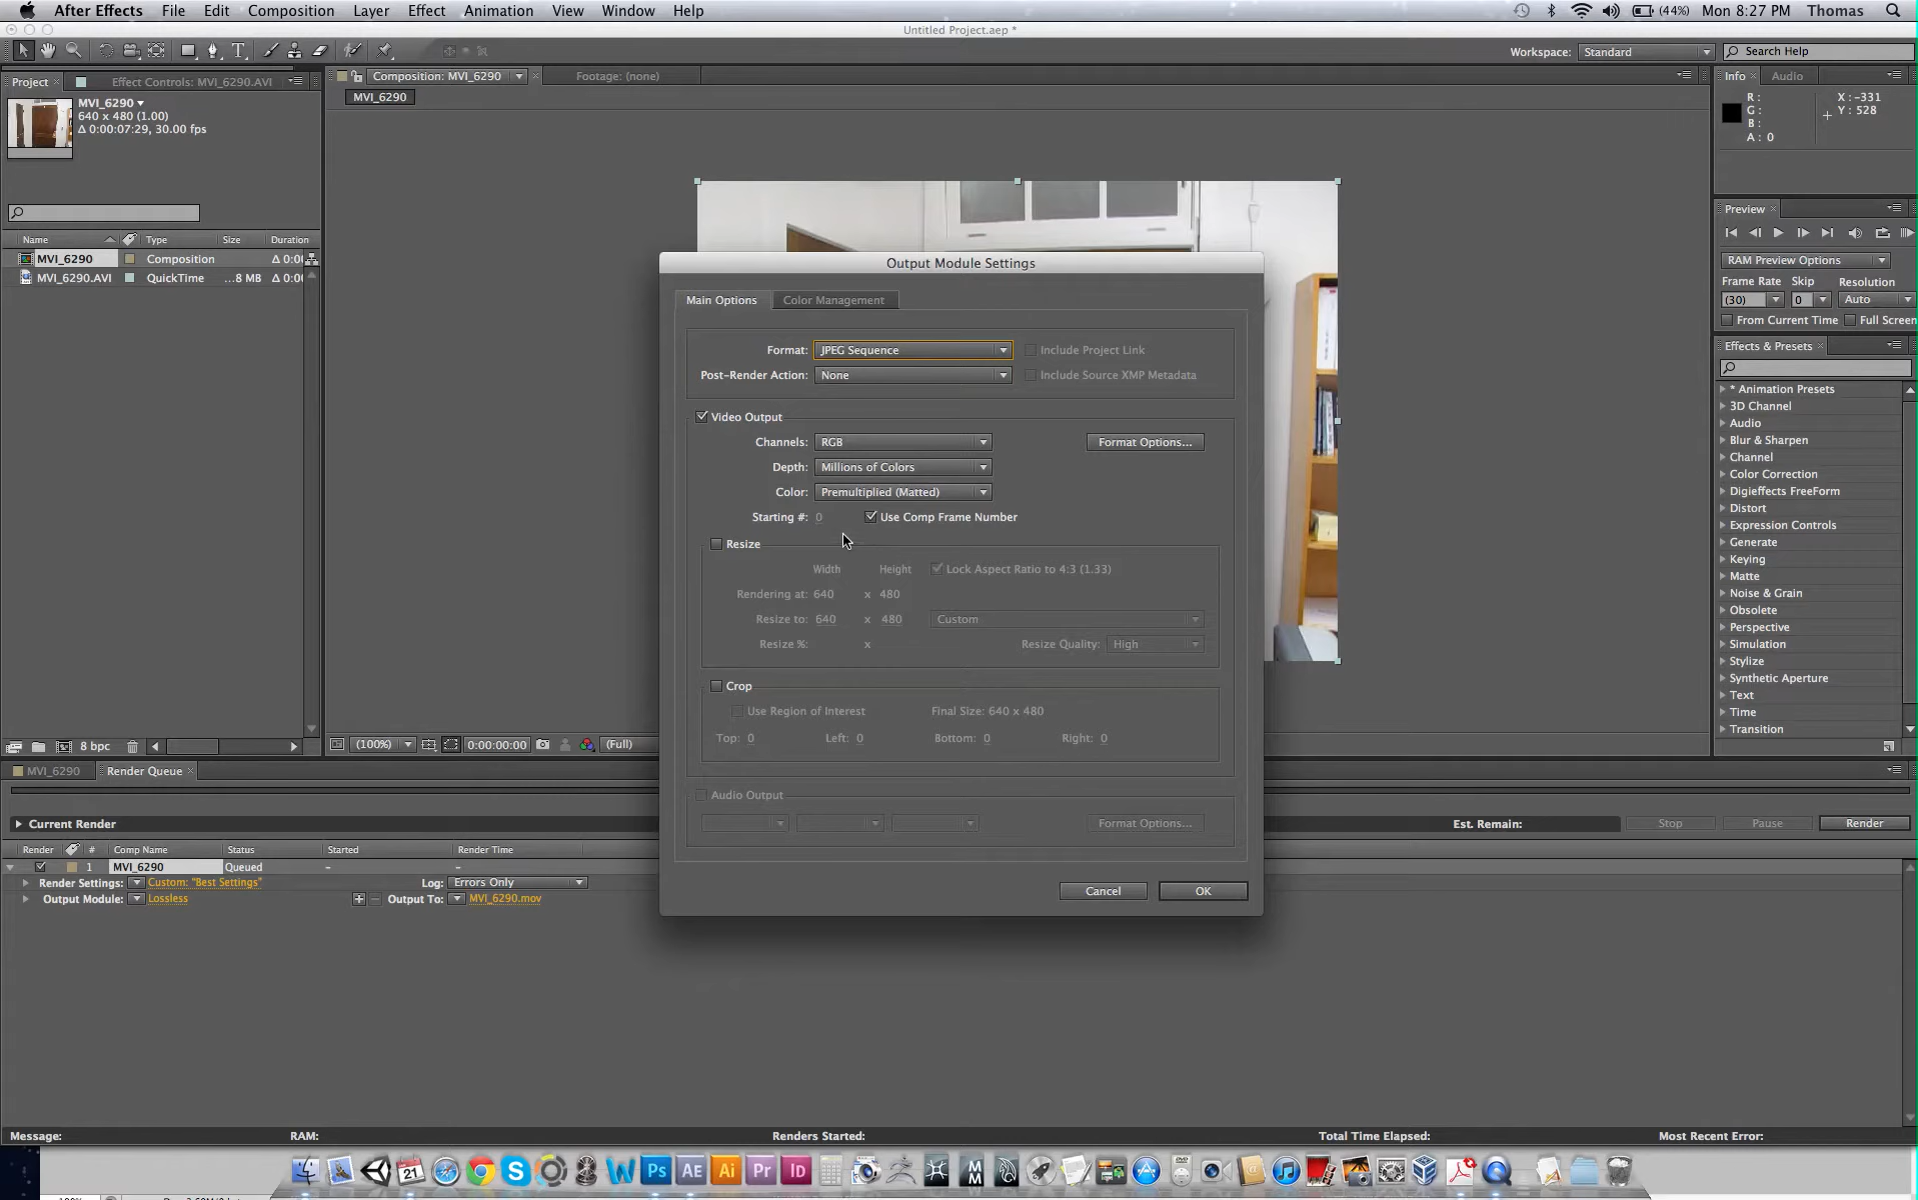 After Effects File Edit Composition Layer Effect Animation View Window Help (44%) Mon 8:27 PM Thomas
Untitled Project.aep *
Workspace: Standard Search Help
Project Effect Controls: MVI_6290.AVI
Composition: MVI_6290 Footage: (none)
Info Audio
MVI_6290
MVI_6290
640 x 480 (1.00)
Δ 0:00:07:29, 30.00 fps
R :
G :
B :
A : 0
X : -331
Y : 528
Name Type Size Duration
MVI_6290 Composition Δ 0:0
MVI_6290.AVI QuickTime ...8 MB Δ 0:0
Preview
RAM Preview Options
Frame Rate Skip Resolution
(30) 0 Auto
From Current Time Full Screen
Effects & Presets
* Animation Presets
3D Channel
Audio
Blur & Sharpen
Channel
Color Correction
Digieffects FreeForm
Distort
Expression Controls
Generate
Keying
Matte
Noise & Grain
Obsolete
Perspective
Simulation
Stylize
Synthetic Aperture
Text
Time
Transition
Output Module Settings
Main Options Color Management
Format: JPEG Sequence Include Project Link
Post-Render Action: None Include Source XMP Metadata
Video Output
Channels: RGB Format Options...
Depth: Millions of Colors
Color: Premultiplied (Matted)
Starting #: 0 Use Comp Frame Number
Resize
Width Height Lock Aspect Ratio to 4:3 (1.33)
Rendering at: 640 x 480
Resize to: 640 x 480 Custom
Resize %: x Resize Quality: High
Crop
Use Region of Interest Final Size: 640 x 480
Top: 0 Left: 0 Bottom: 0 Right: 0
Audio Output
Format Options...
Cancel OK
8 bpc
(100%) 0:00:00:00 (Full)
MVI_6290 Render Queue
Current Render Est. Remain: Stop Pause Render
Render # Comp Name Status Started Render Time
1 MVI_6290 Queued - -
Render Settings: Custom: "Best Settings" Log: Errors Only
Output Module: Lossless Output To: MVI_6290.mov
Message: RAM: Renders Started: Total Time Elapsed: Most Recent Error:
21 Ps AE Ai Pr Id